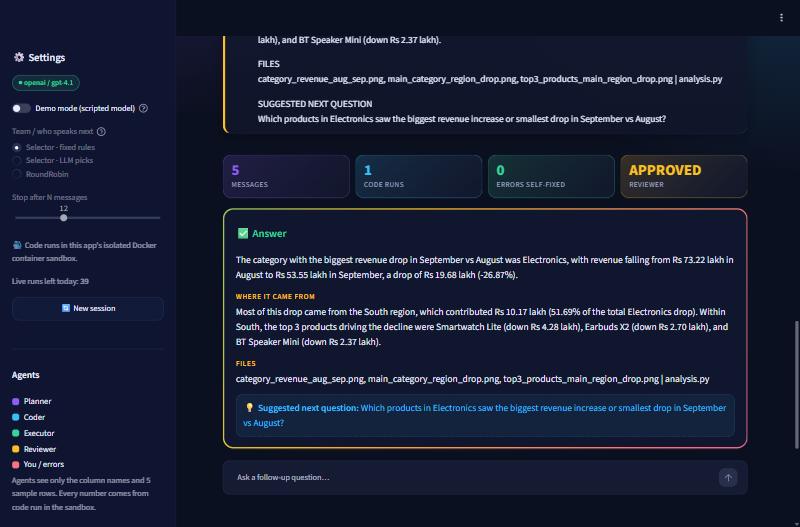 Settings
openai / gpt-4.1
Demo mode (scripted model)
Team / who speaks next
Selector - fixed rules
Selector - LLM picks
RoundRobin
Stop after N messages
12
Code runs in this app's isolated Docker
container sandbox.
Live runs left today: 39
New session
Agents
Planner
Coder
Executor
Reviewer
You / errors
Agents see only the column names and 5
sample rows. Every number comes from
code run in the sandbox.
lakh), and BT Speaker Mini (down Rs 2.37 lakh).
FILES
category_revenue_aug_sep.png, main_category_region_drop.png, top3_products_main_region_drop.png | analysis.py
SUGGESTED NEXT QUESTION
Which products in Electronics saw the biggest revenue increase or smallest drop in September vs August?
5
MESSAGES
1
CODE RUNS
0
ERRORS SELF-FIXED
APPROVED
REVIEWER
Answer
The category with the biggest revenue drop in September vs August was Electronics, with revenue falling from Rs 73.22 lakh in
August to Rs 53.55 lakh in September, a drop of Rs 19.68 lakh (-26.87%).
WHERE IT CAME FROM
Most of this drop came from the South region, which contributed Rs 10.17 lakh (51.69% of the total Electronics drop). Within
South, the top 3 products driving the decline were Smartwatch Lite (down Rs 4.28 lakh), Earbuds X2 (down Rs 2.70 lakh), and
BT Speaker Mini (down Rs 2.37 lakh).
FILES
category_revenue_aug_sep.png, main_category_region_drop.png, top3_products_main_region_drop.png | analysis.py
Suggested next question: Which products in Electronics saw the biggest revenue increase or smallest drop in September
vs August?
Ask a follow-up question...